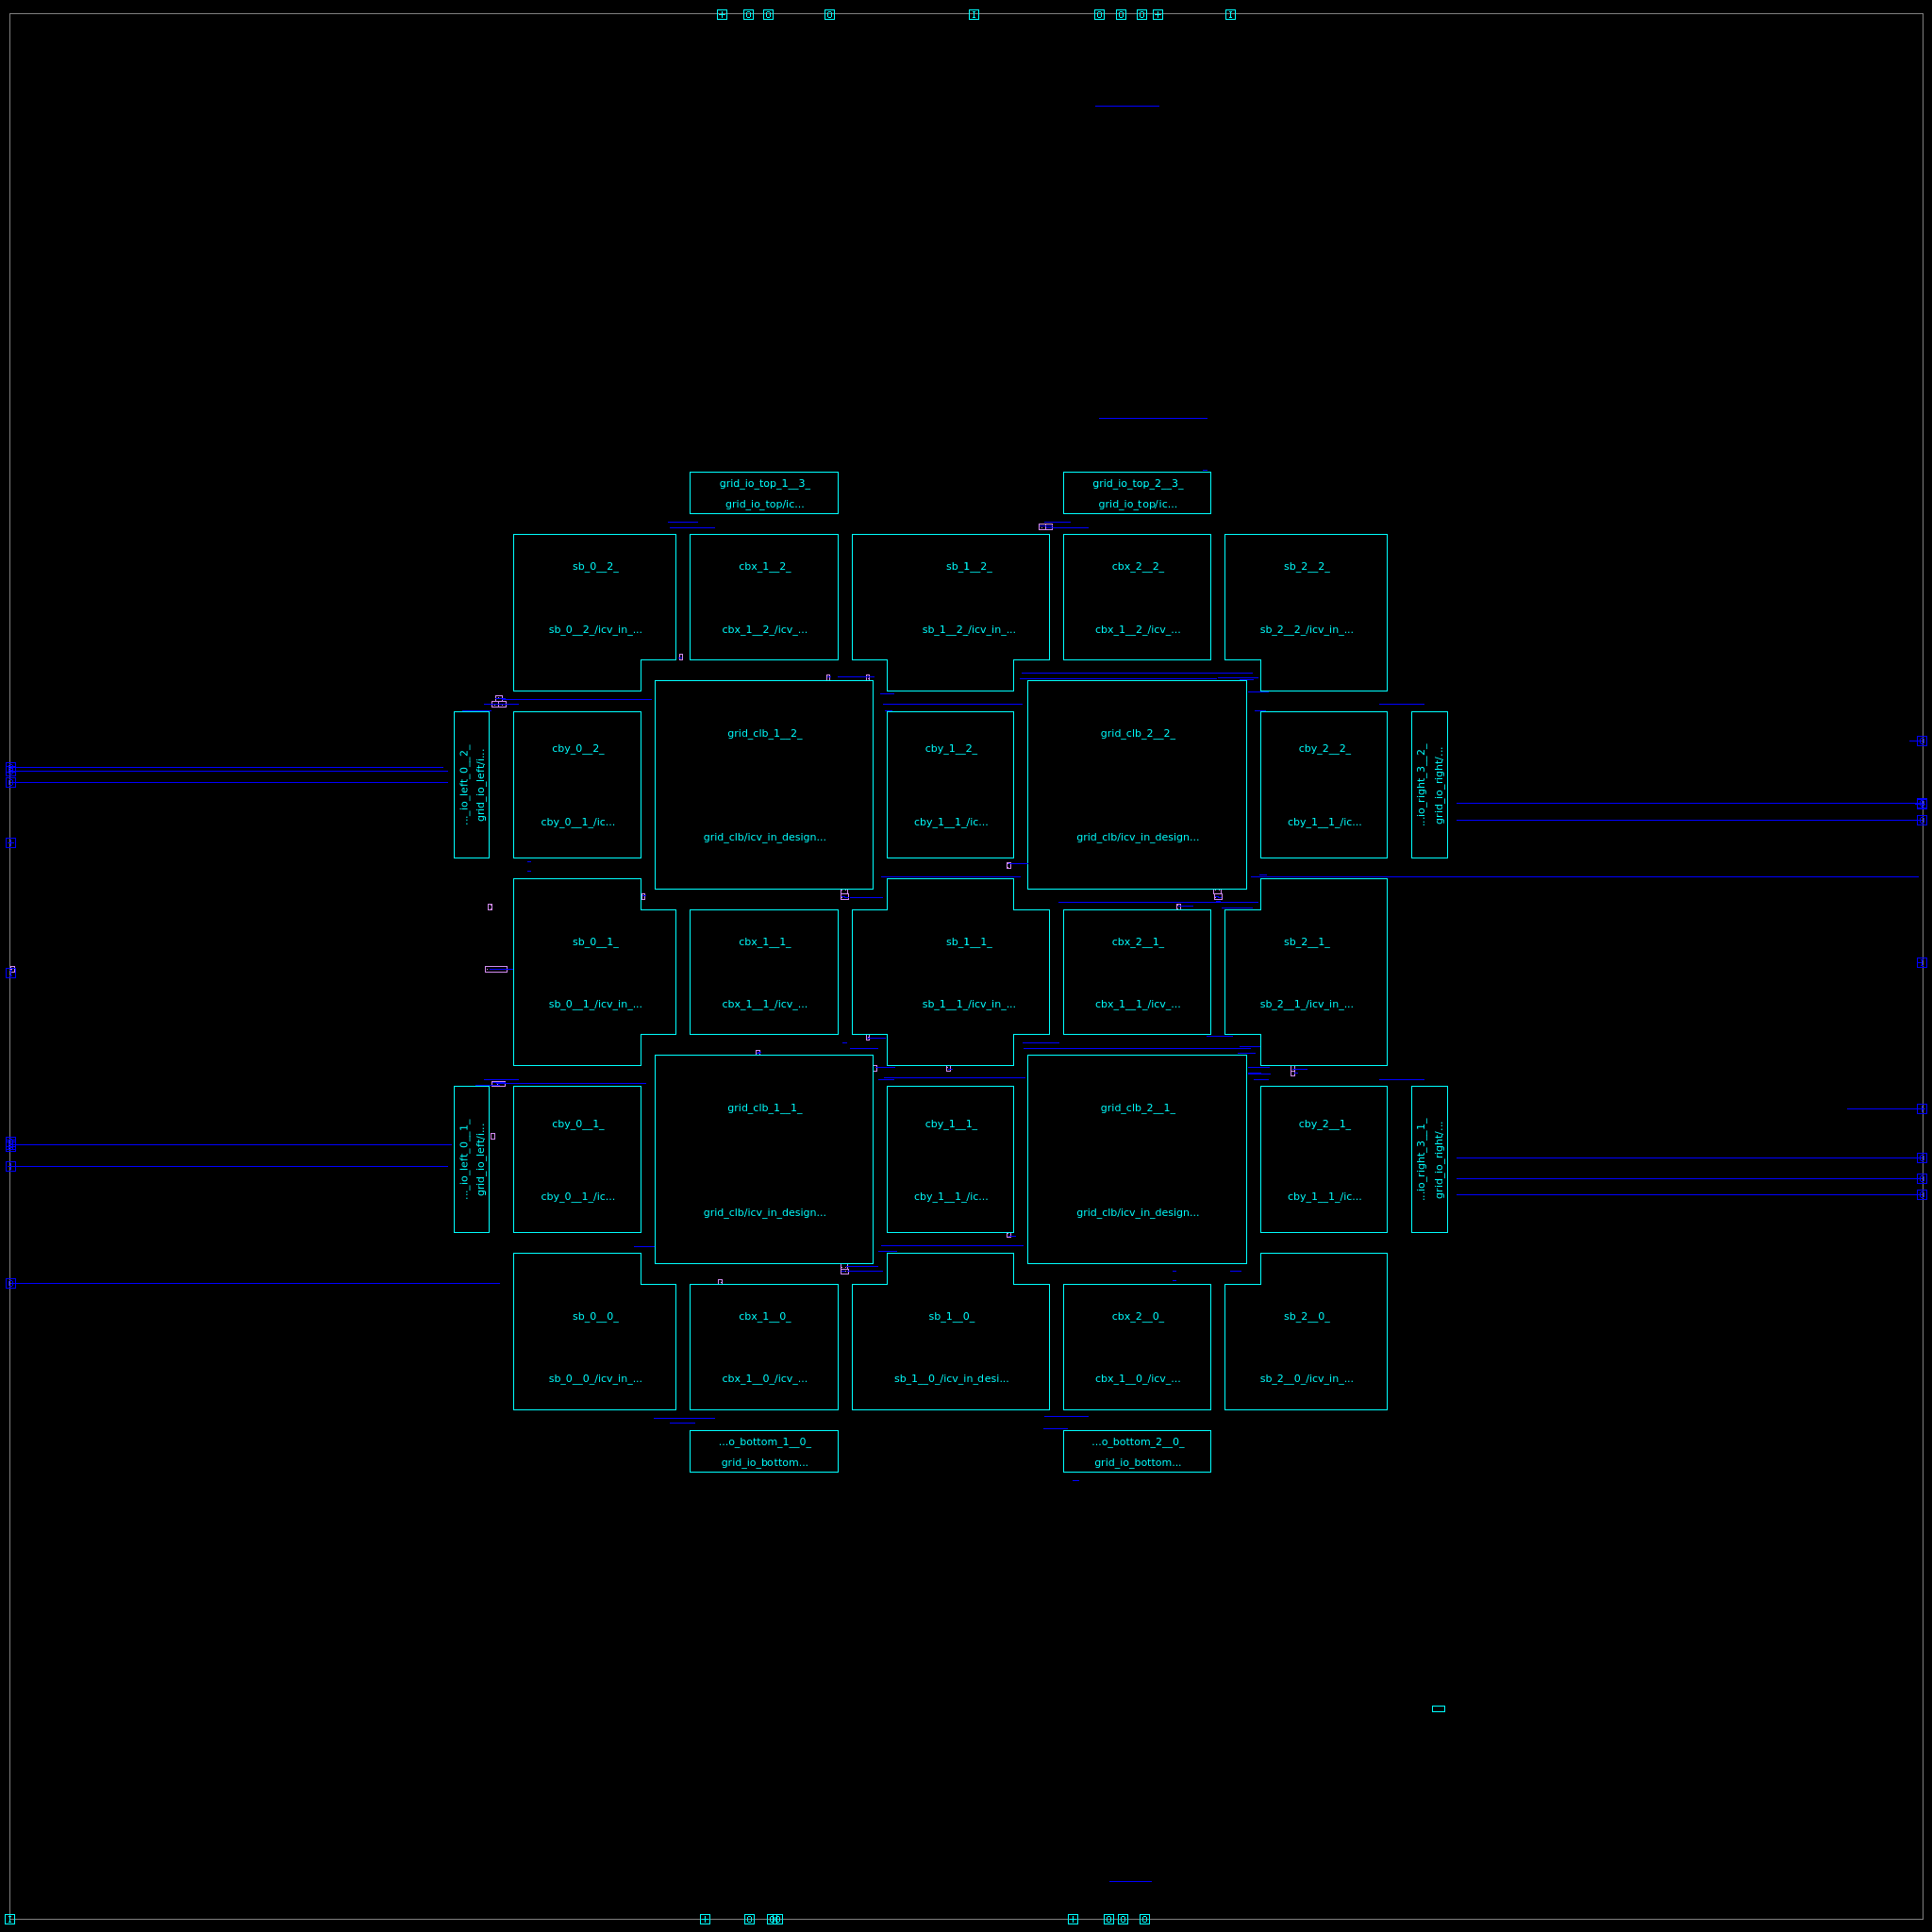 grid_io_top_1__3_
grid_io_top/ic...
grid_io_top_2__3_
grid_io_top/ic...
sb_0__2_
sb_0__2_/icv_in_...
cbx_1__2_
cbx_1__2_/icv_...
sb_1__2_
sb_1__2_/icv_in_...
cbx_2__2_
cbx_1__2_/icv_...
sb_2__2_
sb_2__2_/icv_in_...
..._io_left_0__2_
grid_io_left/i...
cby_0__2_
cby_0__1_/ic...
grid_clb_1__2_
grid_clb/icv_in_design...
cby_1__2_
cby_1__1_/ic...
grid_clb_2__2_
grid_clb/icv_in_design...
cby_2__2_
cby_1__1_/ic...
...io_right_3__2_
grid_io_right/...
sb_0__1_
sb_0__1_/icv_in_...
cbx_1__1_
cbx_1__1_/icv_...
sb_1__1_
sb_1__1_/icv_in_...
cbx_2__1_
cbx_1__1_/icv_...
sb_2__1_
sb_2__1_/icv_in_...
..._io_left_0__1_
grid_io_left/i...
cby_0__1_
cby_0__1_/ic...
grid_clb_1__1_
grid_clb/icv_in_design...
cby_1__1_
cby_1__1_/ic...
grid_clb_2__1_
grid_clb/icv_in_design...
cby_2__1_
cby_1__1_/ic...
...io_right_3__1_
grid_io_right/...
sb_0__0_
sb_0__0_/icv_in_...
cbx_1__0_
cbx_1__0_/icv_...
sb_1__0_
sb_1__0_/icv_in_desi...
cbx_2__0_
cbx_1__0_/icv_...
sb_2__0_
sb_2__0_/icv_in_...
...o_bottom_1__0_
grid_io_bottom...
...o_bottom_2__0_
grid_io_bottom...